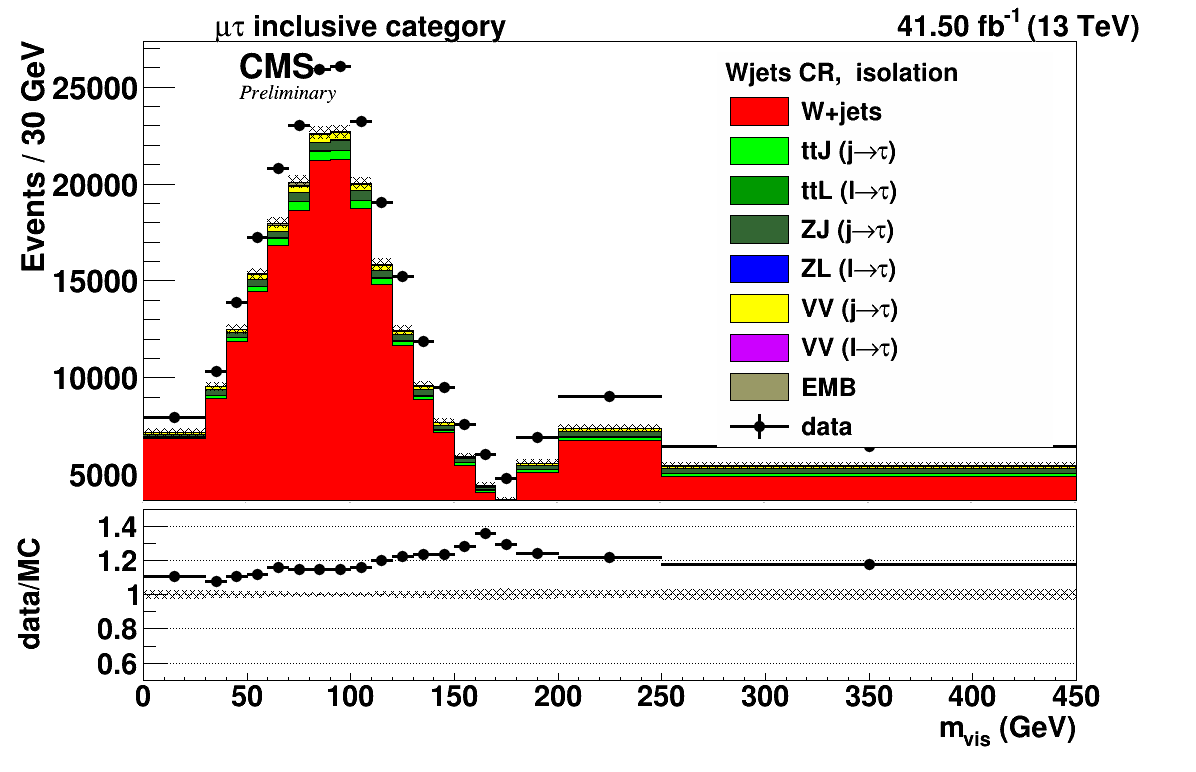 μτ inclusive category
41.50 fb-1 (13 TeV)
CMS
Preliminary
Events / 30 GeV
25000
20000
15000
10000
5000
Wjets CR, isolation
W+jets
ttJ (j→τ)
ttL (l→τ)
ZJ (j→τ)
ZL (l→τ)
VV (j→τ)
VV (l→τ)
EMB
data
data/MC
1.4
1.2
1
0.8
0.6
0 50 100 150 200 250 300 350 400 450
mvis (GeV)